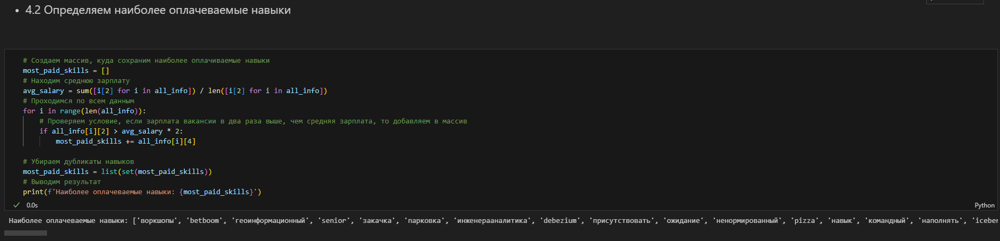 • 4.2 Определяем наиболее оплачеваемые навыки
# Создаем массив, куда сохраним наиболее оплачиваемые навыки
most_paid_skills = []
# Находим среднюю зарплату
avg_salary = sum([i[2] for i in all_info]) / len([i[2] for i in all_info])
# Проходимся по всем данным
for i in range(len(all_info)):
    # Проверяем условие, если зарплата вакансии в два раза выше, чем средняя зарплата, то добавляем в массив
    if all_info[i][2] > avg_salary * 2:
        most_paid_skills += all_info[i][4]
# Убираем дубликаты навыков
most_paid_skills = list(set(most_paid_skills))
# Выводим результат
print(f'Наиболее оплачеваемые навыки: {most_paid_skills}')
0.0s
Python
Наиболее оплачеваемые навыки: ['воркшопы', 'betboom', 'геоинформационный', 'senior', 'закачка', 'парковка', 'инженерааналитика', 'debezium', 'присутствовать', 'ожидание', 'ненормированный', 'pizza', 'навык', 'командный', 'наполнять',